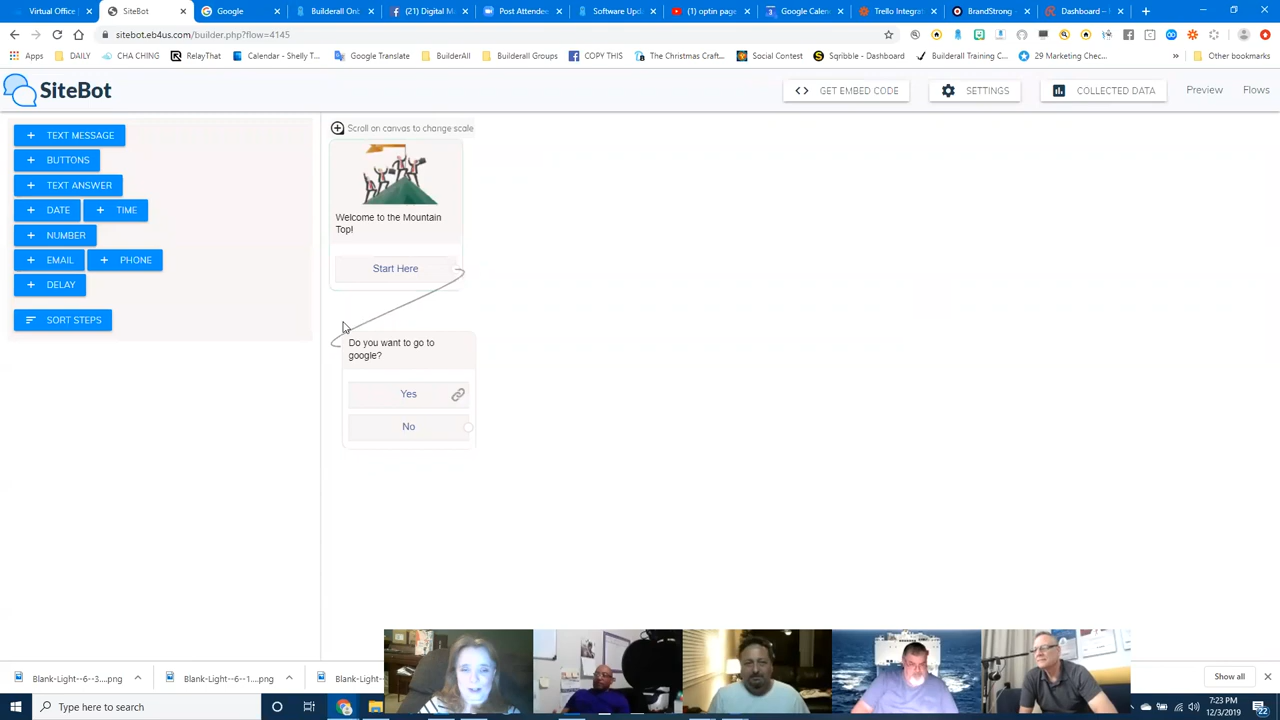 Virtual Office
SiteBot
Google
Builderall Onb
(21) Digital M
Post Attendee
Software Upd
optin page
Google Calen
Trello Integrat
BrandStrong
Dashboard –
sitebot.eb4us.com/builder.php?flow=4145
Apps
DAILY
CHA CHING
RelayThat
Calendar - Shelly T...
Google Translate
BuilderAll
Builderall Groups
COPY THIS
The Christmas Craft...
Social Contest
Sqribble - Dashboard
Builderall Training C...
29 Marketing Chec...
»
Other bookmarks
SiteBot
GET EMBED CODE
SETTINGS
COLLECTED DATA
Preview
Flows
+ TEXT MESSAGE
+ BUTTONS
+ TEXT ANSWER
+ DATE
+ TIME
+ NUMBER
+ EMAIL
+ PHONE
+ DELAY
SORT STEPS
Scroll on canvas to change scale
Welcome to the Mountain
Top!
Start Here
Do you want to go to
google?
Yes
No
Blank-Light--6--3....png
Blank-Light--6--1....png
Blank-Li
Show all
Type here to search
7:23 PM
12/3/2019